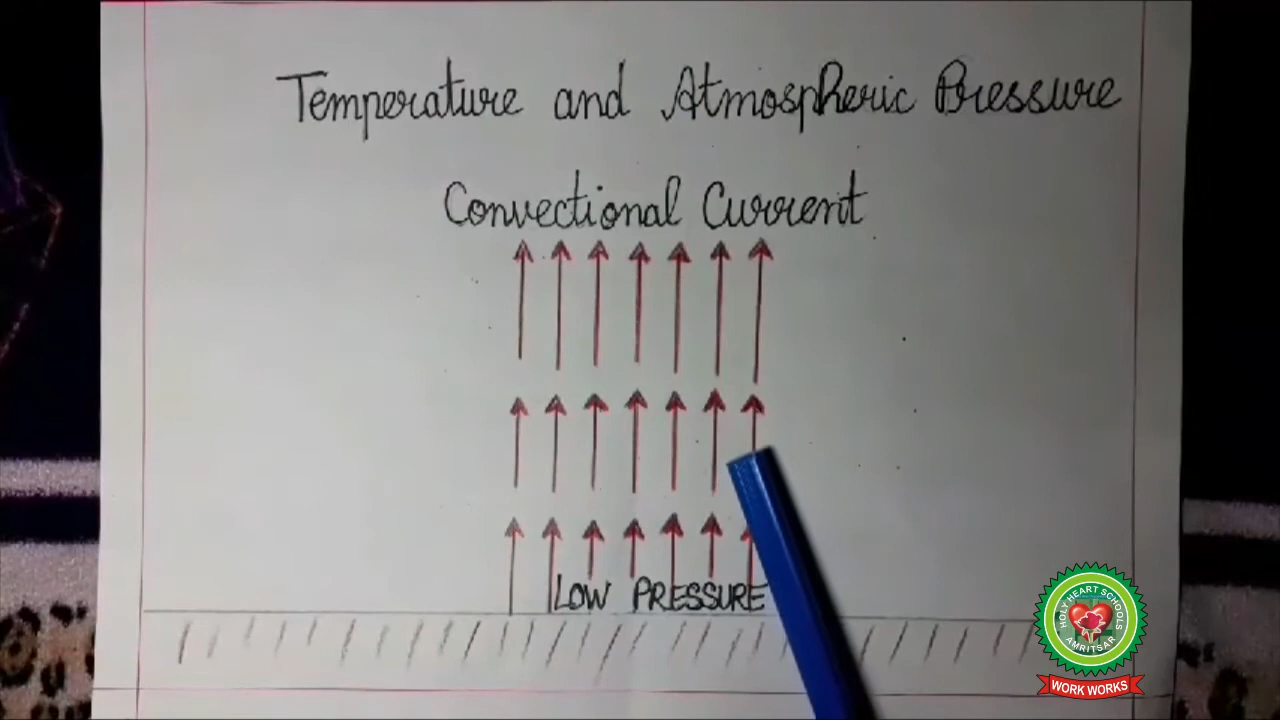 Temperature and Atmospheric Pressure
Convectional Current
LOW PRESSURE
HOLY HEART SCHOOLS
AMRITSAR
WORK WORKS